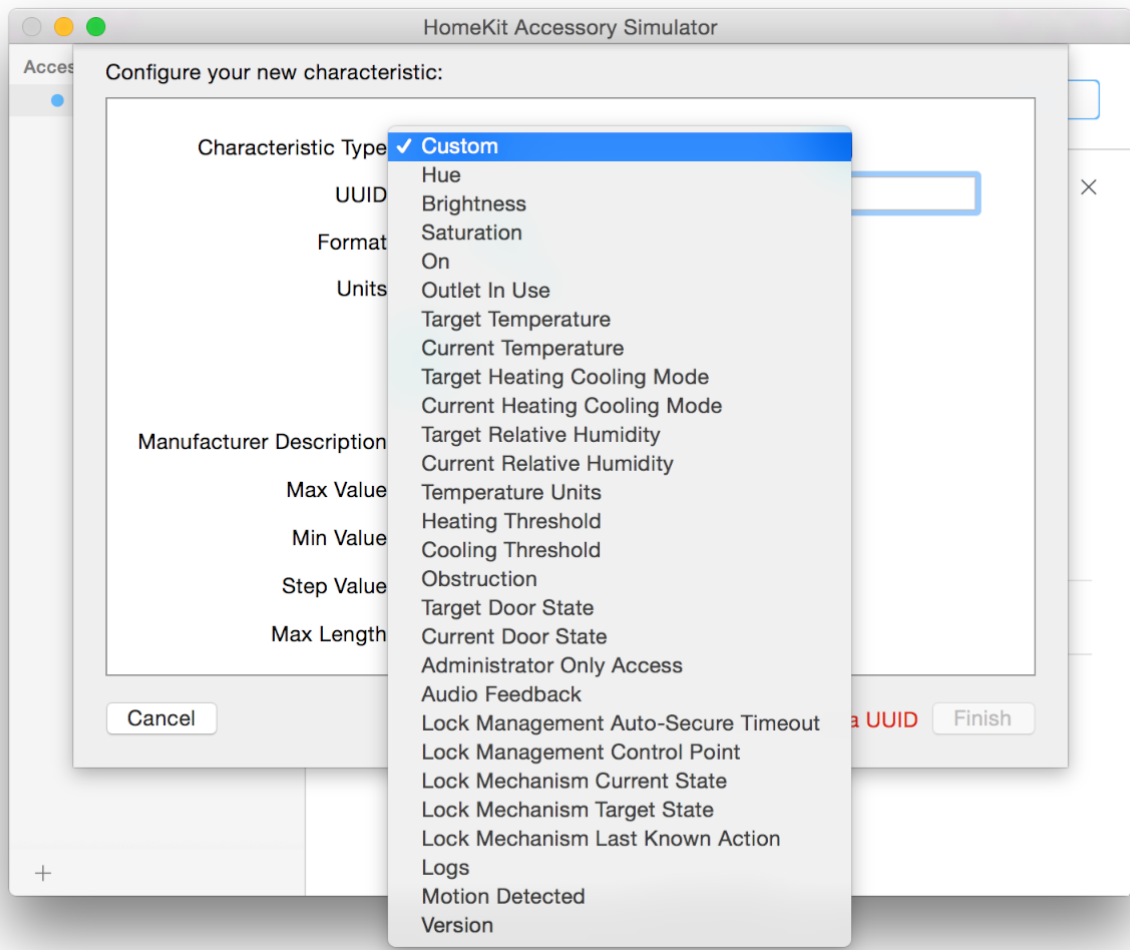 HomeKit Accessory Simulator
Configure your new characteristic:
Characteristic Type
UUID
Format
Units
Manufacturer Description
Max Value
Min Value
Step Value
Max Length
✓ Custom
Hue
Brightness
Saturation
On
Outlet In Use
Target Temperature
Current Temperature
Target Heating Cooling Mode
Current Heating Cooling Mode
Target Relative Humidity
Current Relative Humidity
Temperature Units
Heating Threshold
Cooling Threshold
Obstruction
Target Door State
Current Door State
Administrator Only Access
Audio Feedback
Lock Management Auto-Secure Timeout
Lock Management Control Point
Lock Mechanism Current State
Lock Mechanism Target State
Lock Mechanism Last Known Action
Logs
Motion Detected
Version
Cancel
a UUID
Finish